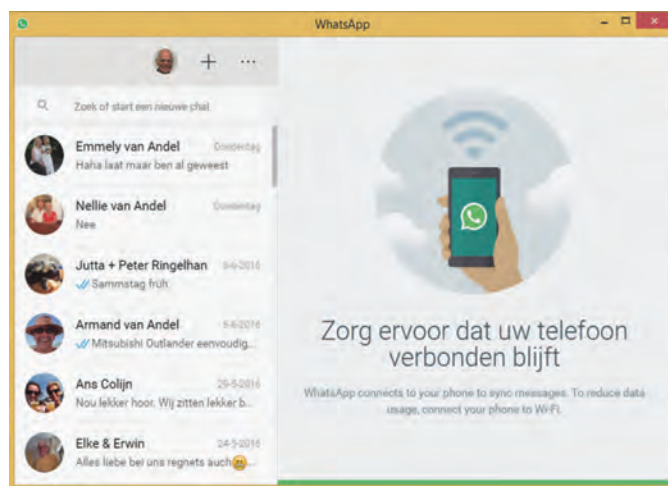 WhatsApp
Zoek of start een nieuwe chat
Emmely van Andel Donderdag
Haha laat maar ben al geweest
Nellie van Andel Donderdag
Nee
Jutta + Peter Ringelhan 8-6-2016
Sammstag früh
Armand van Andel 5-6-2016
Mitsubishi Outlander eenvoudig...
Ans Colijn 29-5-2016
Nou lekker hoor. Wij zitten lekker b...
Elke & Erwin 24-5-2016
Alles liebe bei uns regnets auch😄...
Zorg ervoor dat uw telefoon
verbonden blijft
WhatsApp connects to your phone to sync messages. To reduce data
usage, connect your phone to Wi-Fi.